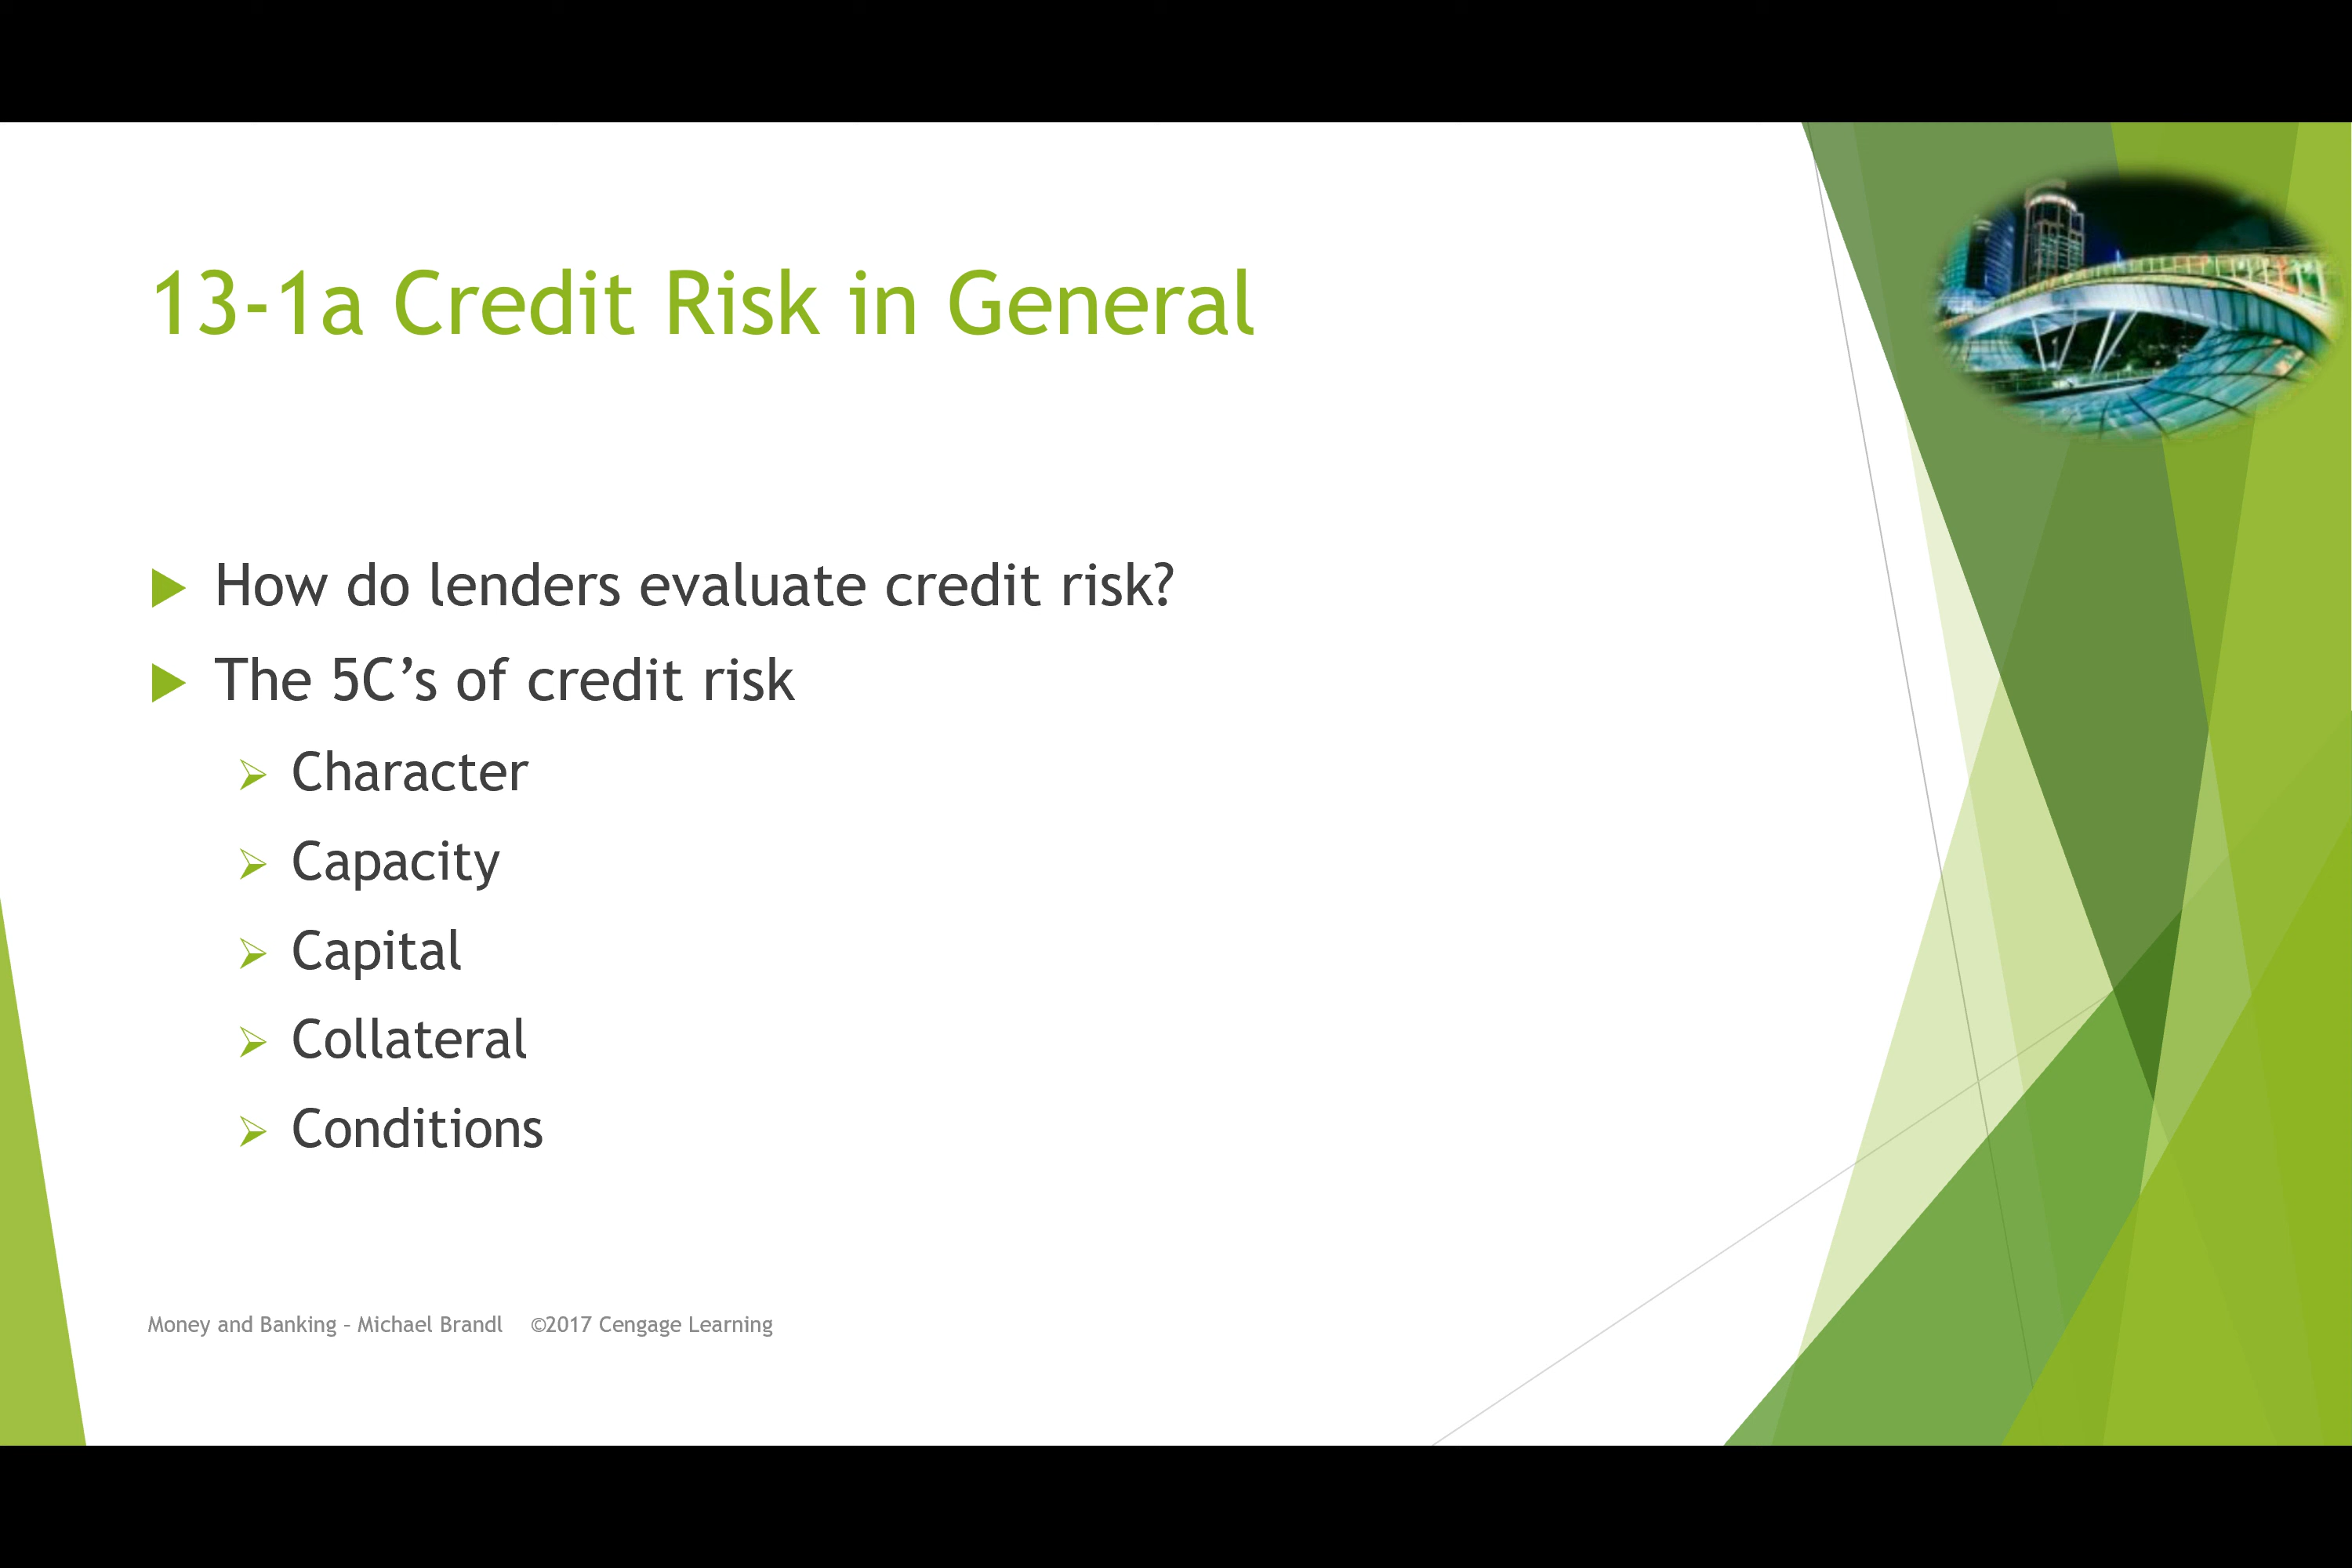 13-1a Credit Risk in General
How do lenders evaluate credit risk?
The 5C’s of credit risk
Character
Capacity
Capital
Collateral
Conditions
Money and Banking – Michael Brandl ©2017 Cengage Learning